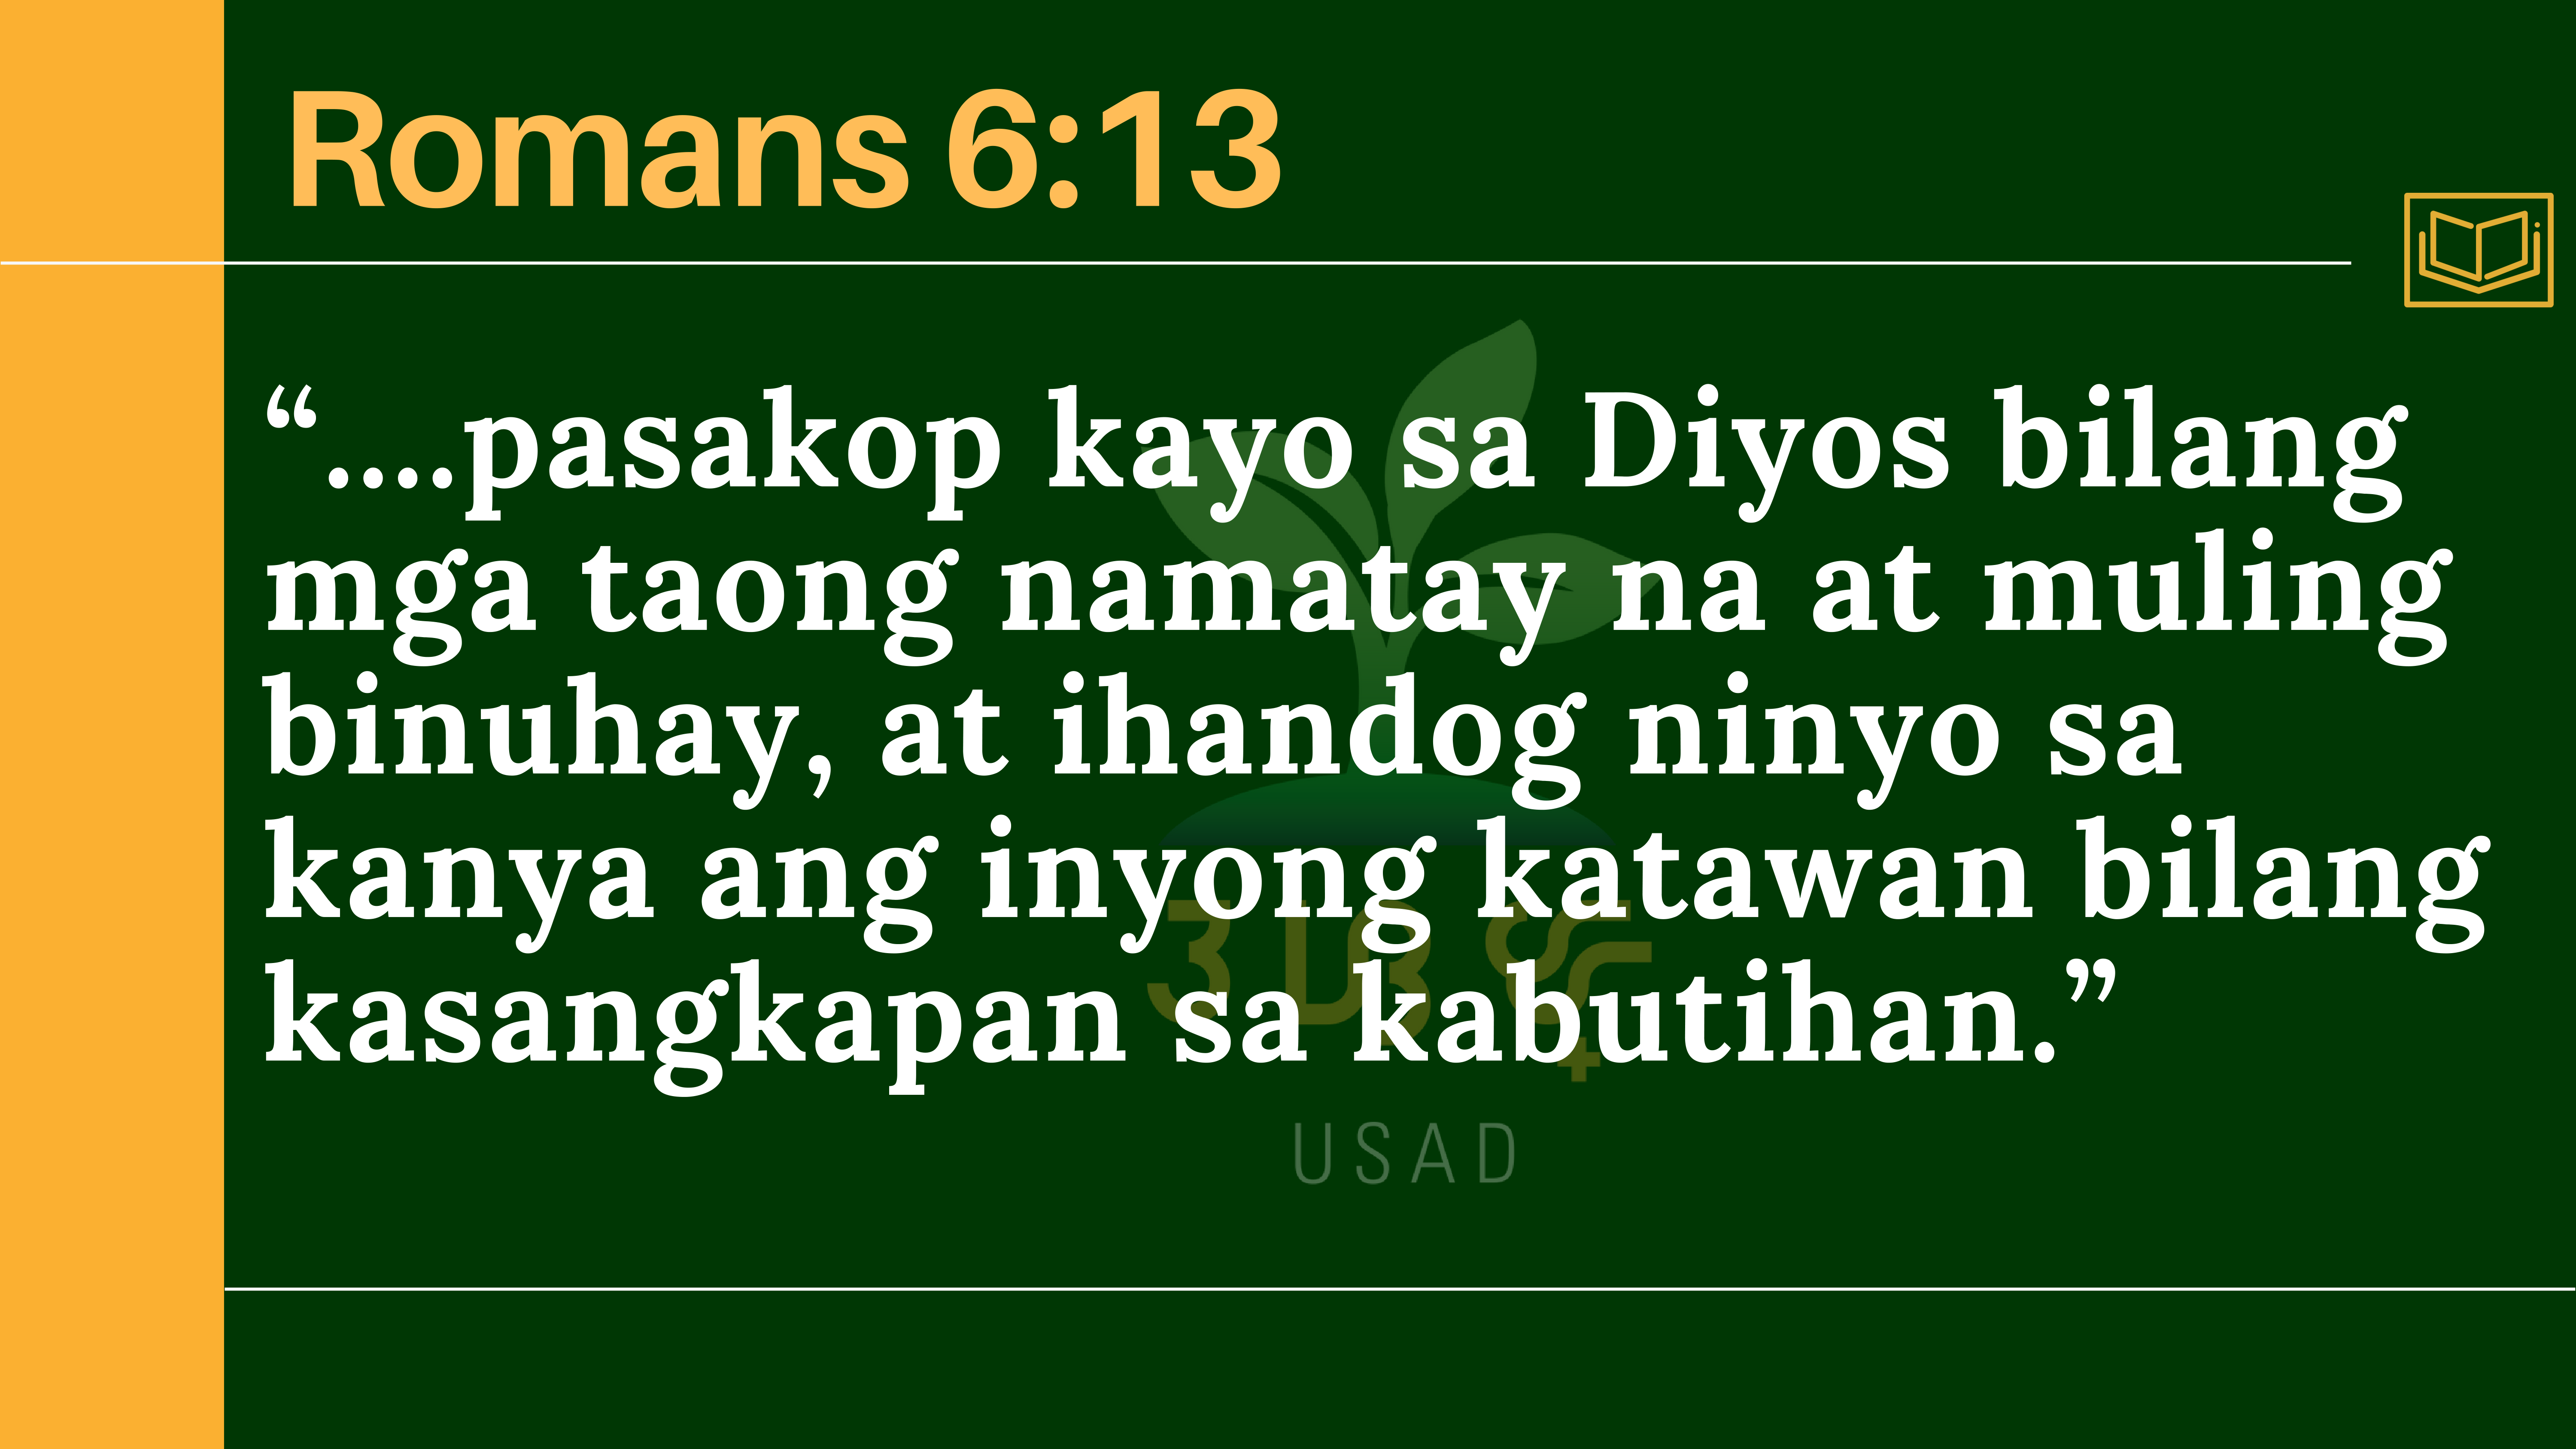 Romans 6:13
“....pasakop kayo sa Diyos bilang
mga taong namatay na at muling
binuhay, at ihandog ninyo sa
kanya ang inyong katawan bilang
kasangkapan sa kabutihan.”
USAD